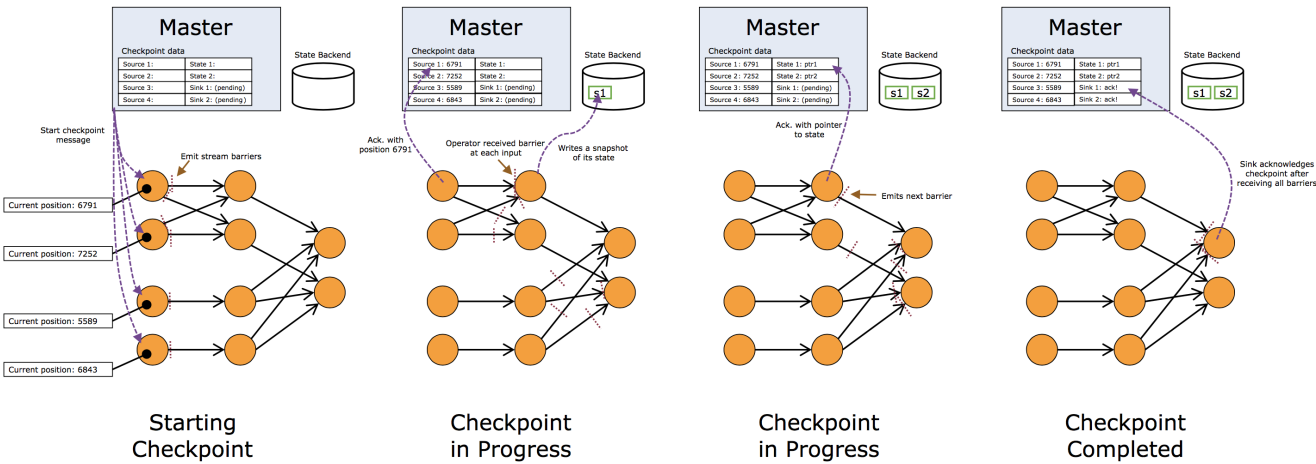 Master
Checkpoint data
Source 1:
State 1:
Source 2:
State 2:
Source 3:
Sink 1: (pending)
Source 4:
Sink 2: (pending)
State Backend
Start checkpoint
message
Emit stream barriers
Current position: 6791
Current position: 7252
Current position: 5589
Current position: 6843
Starting
Checkpoint
Master
Checkpoint data
Source 1: 6791
State 1:
Source 2: 7252
State 2:
Source 3: 5589
Sink 1: (pending)
Source 4: 6843
Sink 2: (pending)
State Backend
s1
Ack. with
position 6791
Operator received barrier
at each input
Writes a snapshot
of its state
Checkpoint
in Progress
Master
Checkpoint data
Source 1: 6791
State 1: ptr1
Source 2: 7252
State 2: ptr2
Source 3: 5589
Sink 1: (pending)
Source 4: 6843
Sink 2: (pending)
State Backend
s1
s2
Ack. with pointer
to state
Emits next barrier
Checkpoint
in Progress
Master
Checkpoint data
Source 1: 6791
State 1: ptr1
Source 2: 7252
State 2: ptr2
Source 3: 5589
Sink 1: ack!
Source 4: 6843
Sink 2: ack!
State Backend
s1
s2
Sink acknowledges
checkpoint after
receiving all barriers
Checkpoint
Completed